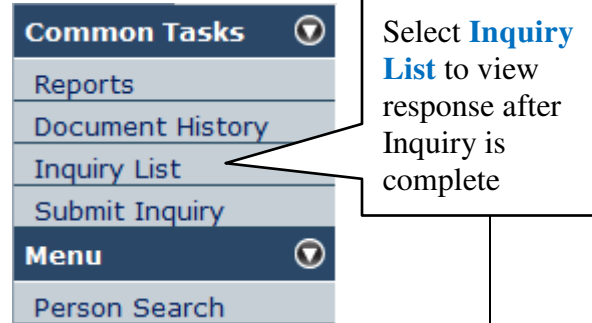 Common Tasks
Reports
Document History
Inquiry List
Submit Inquiry
Menu
Person Search
Select Inquiry
List to view
response after
Inquiry is
complete